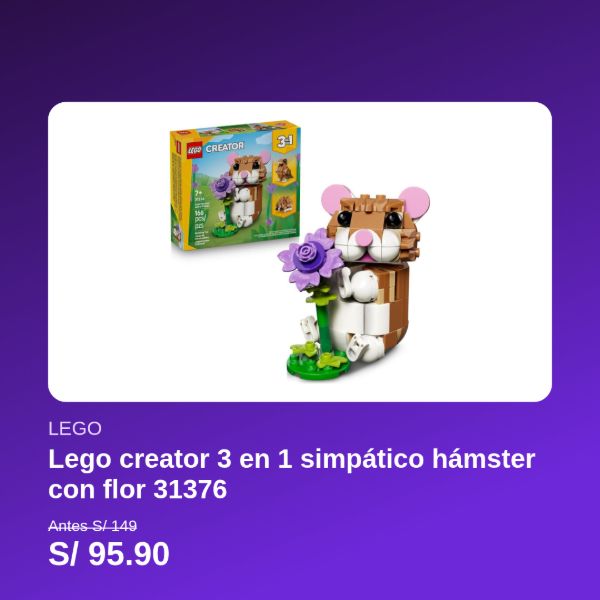 LEGO
CREATOR
3in1
7+
LEGO
Lego creator 3 en 1 simpático hámster
con flor 31376
Antes S/ 149
S/ 95.90